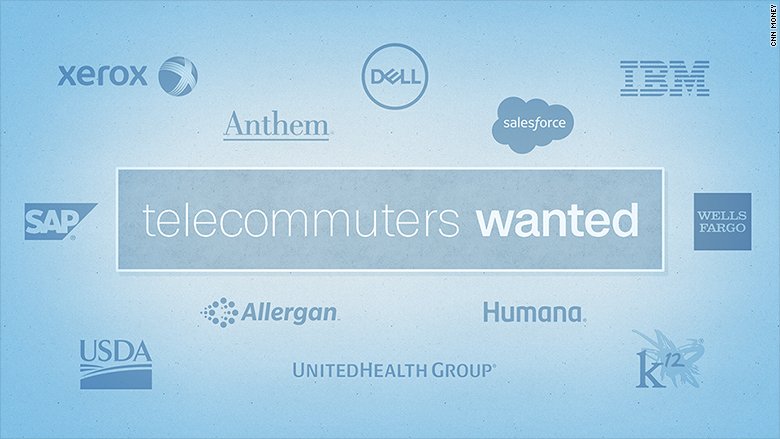 CNN MONEY
xerox
DELL
IBM
Anthem
salesforce
SAP
telecommuters wanted
WELLS
FARGO
Allergan
Humana
USDA
UNITEDHEALTH GROUP®
k12